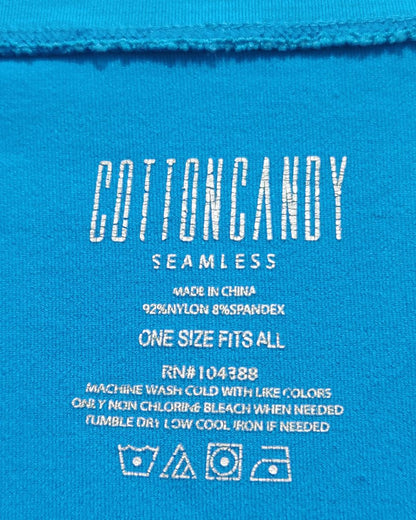 COTTONCANDY
SEAMLESS
MADE IN CHINA
92%NYLON 8%SPANDEX
ONE SIZE FITS ALL
RN#104388
MACHINE WASH COLD WITH LIKE COLORS
ONLY NON CHLORINE BLEACH WHEN NEEDED
TUMBLE DRY LOW COOL IRON IF NEEDED